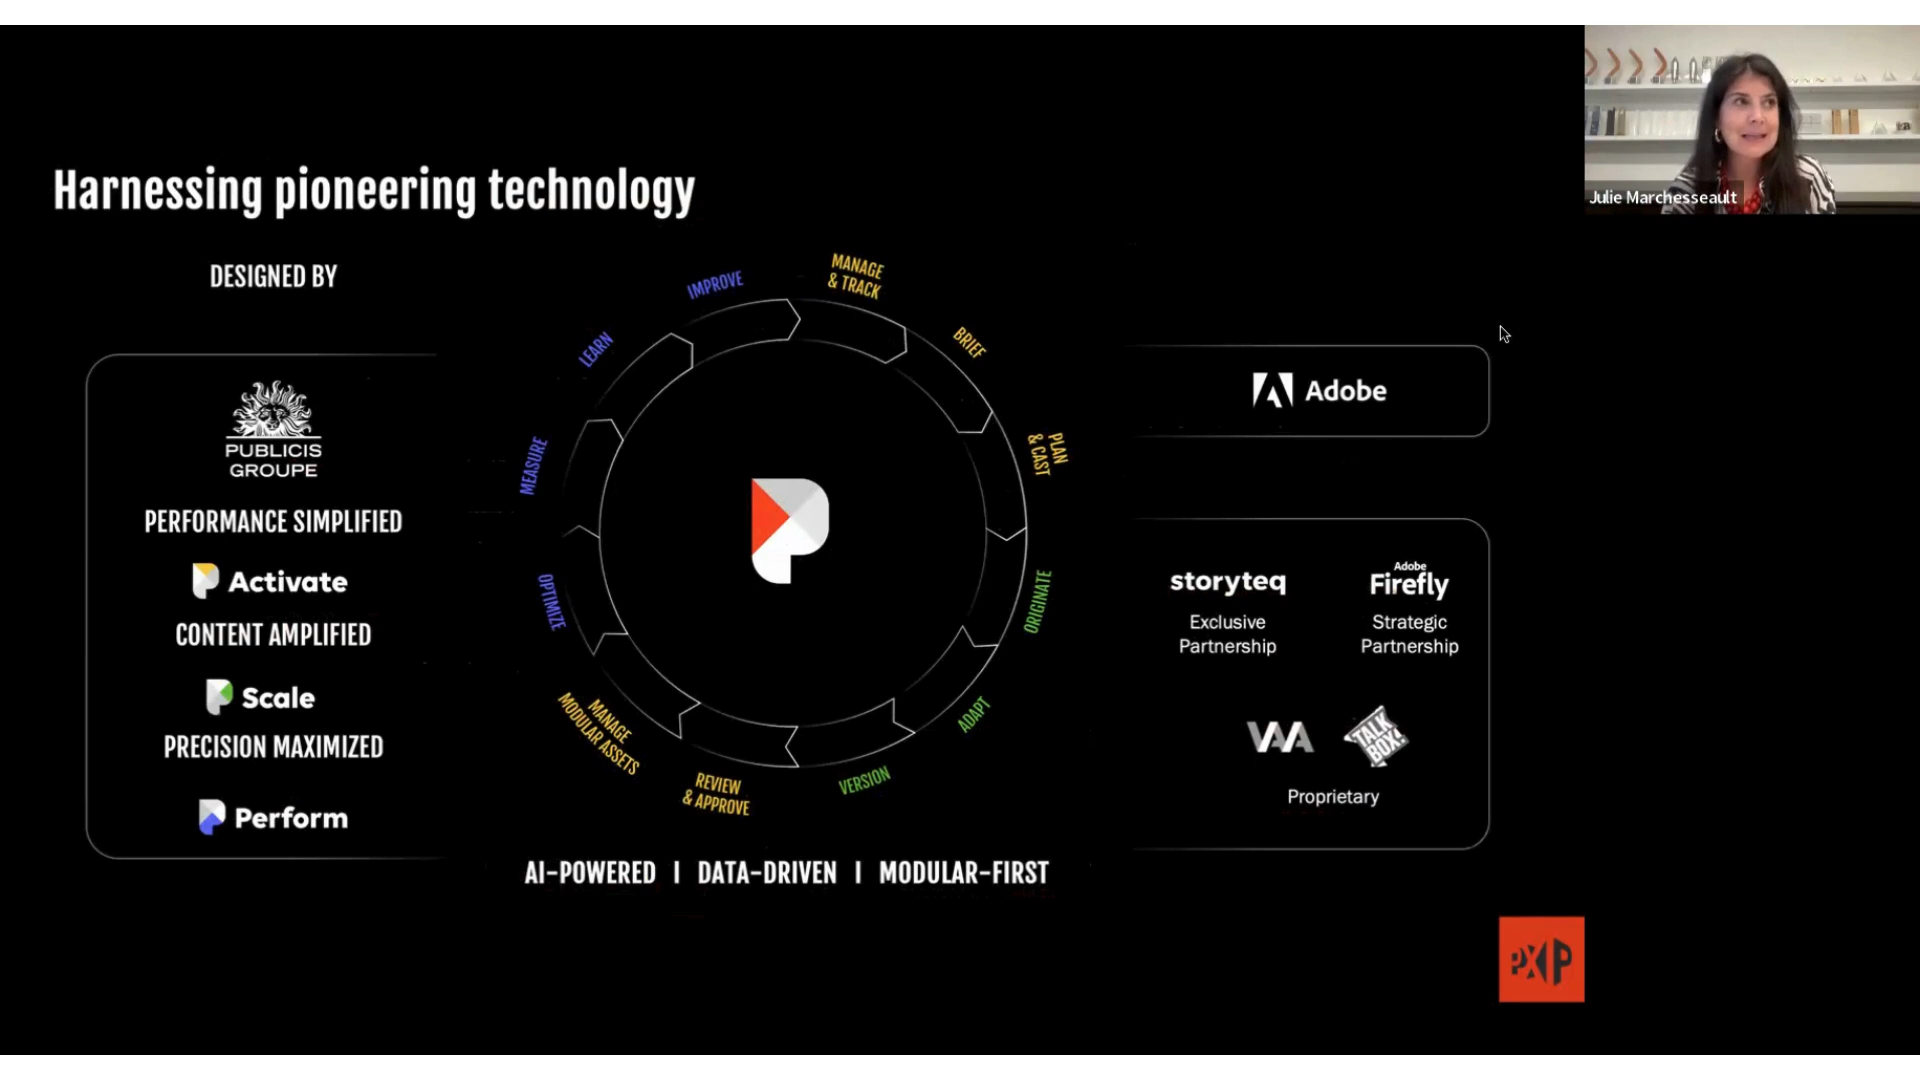 Harnessing pioneering technology
Julie Marchesseault
DESIGNED BY
PUBLICIS
GROUPE
PERFORMANCE SIMPLIFIED
Activate
CONTENT AMPLIFIED
Scale
PRECISION MAXIMIZED
Perform
IMPROVE
MANAGE
& TRACK
BRIEF
PLAN
& CAST
ORIGINATE
ADAPT
VERSION
REVIEW
& APPROVE
MANAGE
MODULAR ASSETS
OPTIMIZE
MEASURE
LEARN
AI-POWERED | DATA-DRIVEN | MODULAR-FIRST
Adobe
storyteq
Exclusive
Partnership
Adobe
Firefly
Strategic
Partnership
VAA
TALK
BOX!
Proprietary
PXP